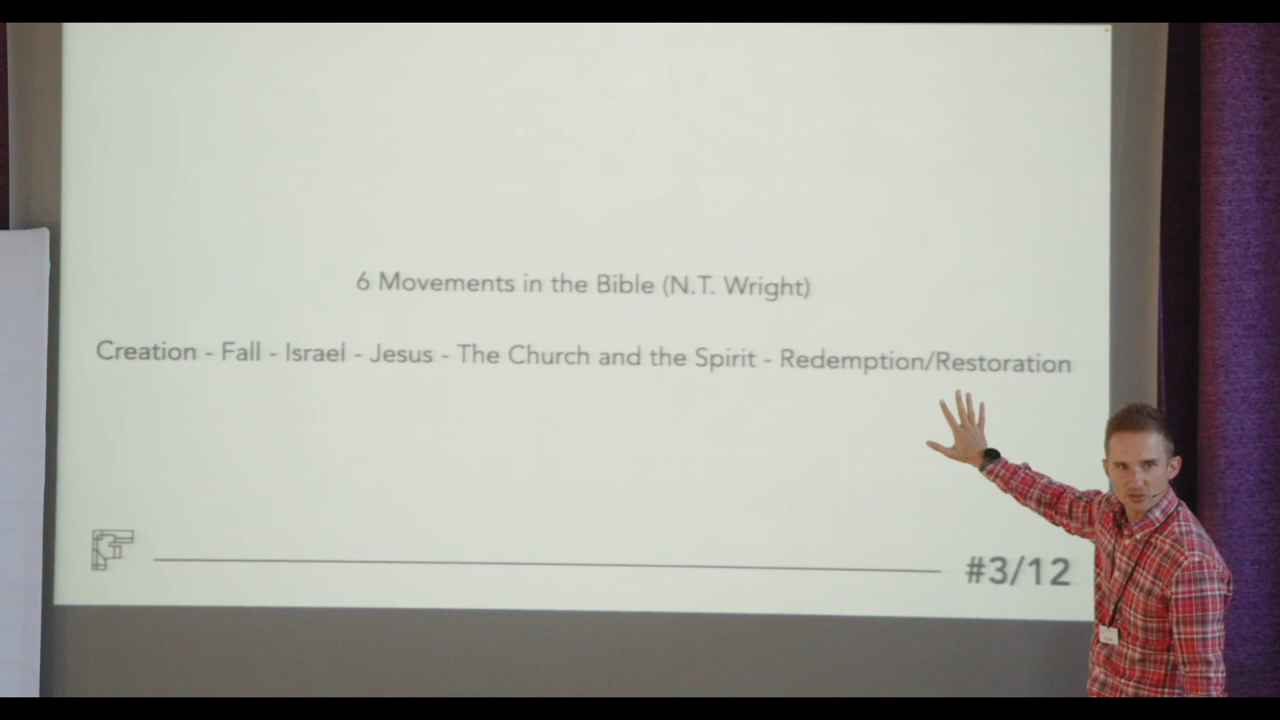 6 Movements in the Bible (N.T. Wright)
Creation - Fall - Israel - Jesus - The Church and the Spirit - Redemption/Restoration
#3/12